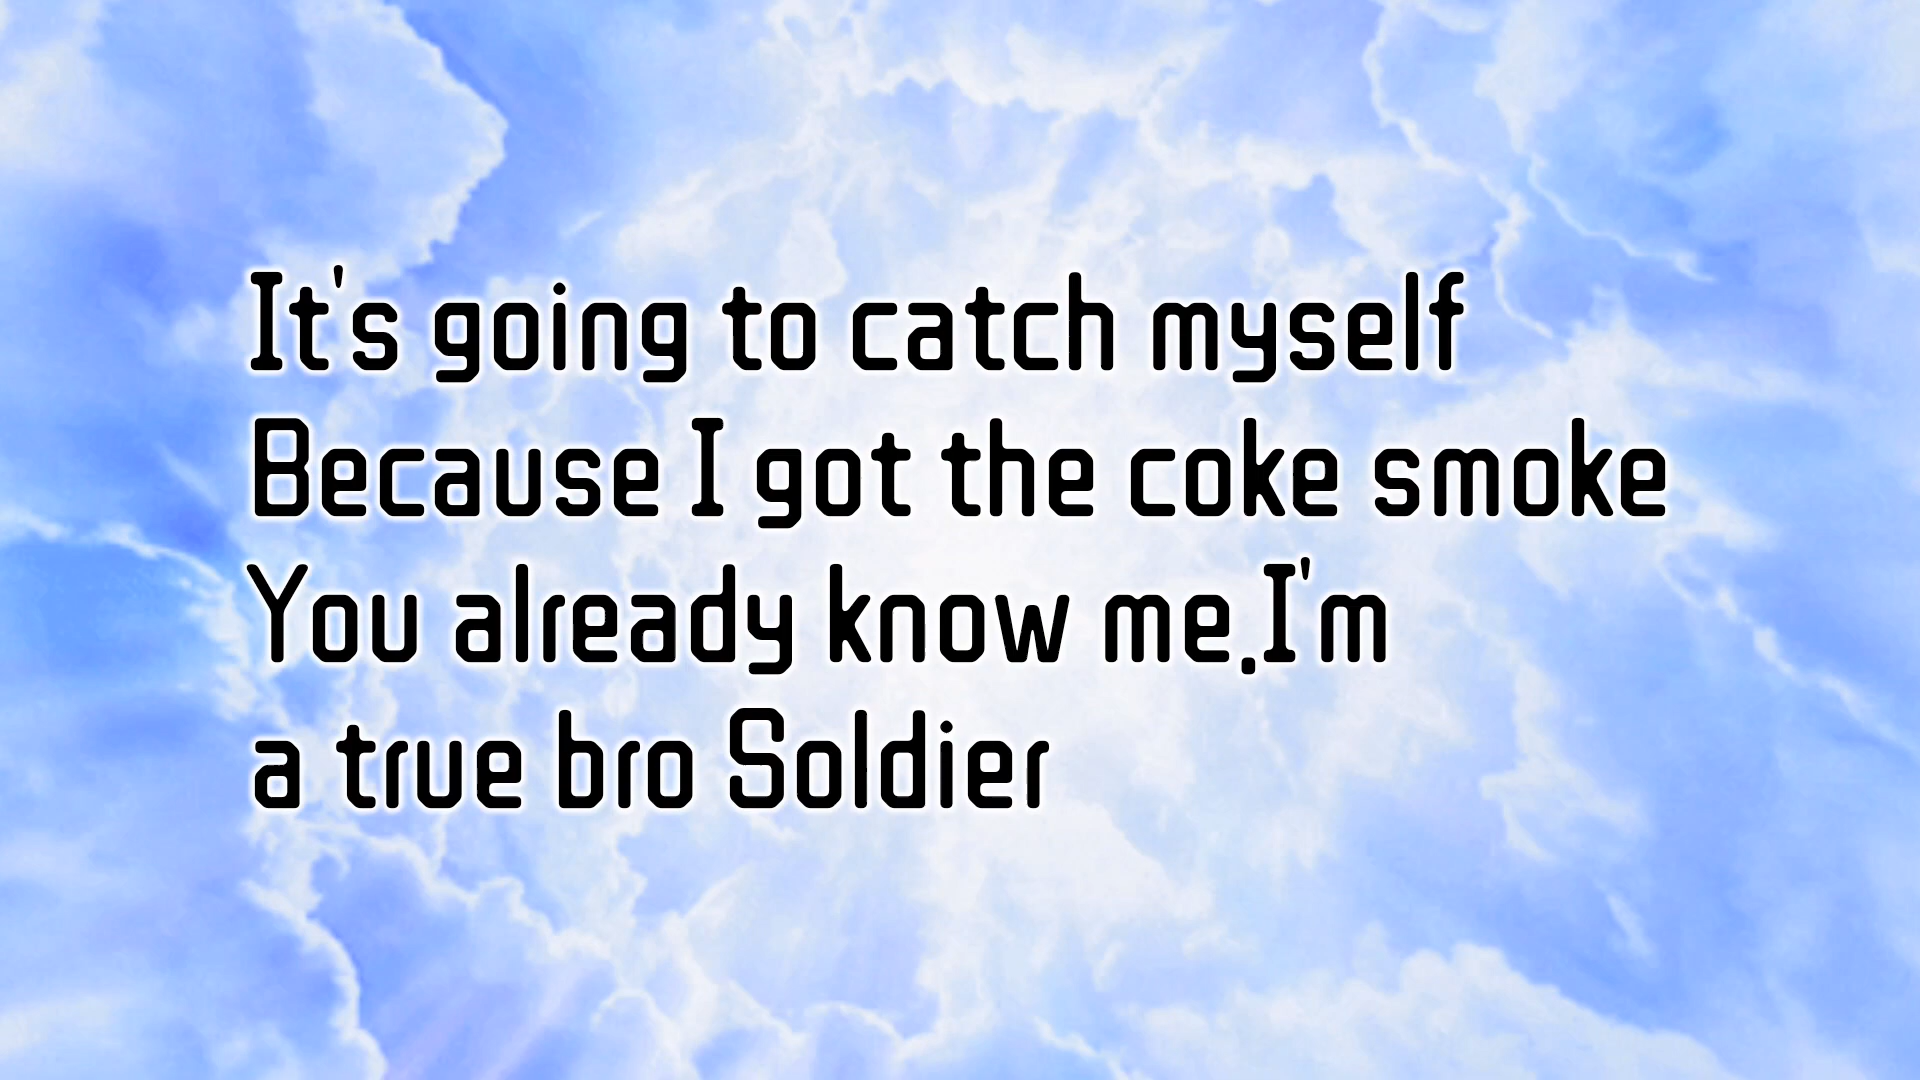 It's going to catch myself
Because I got the coke smoke
You already know me,I'm
a true bro Soldier